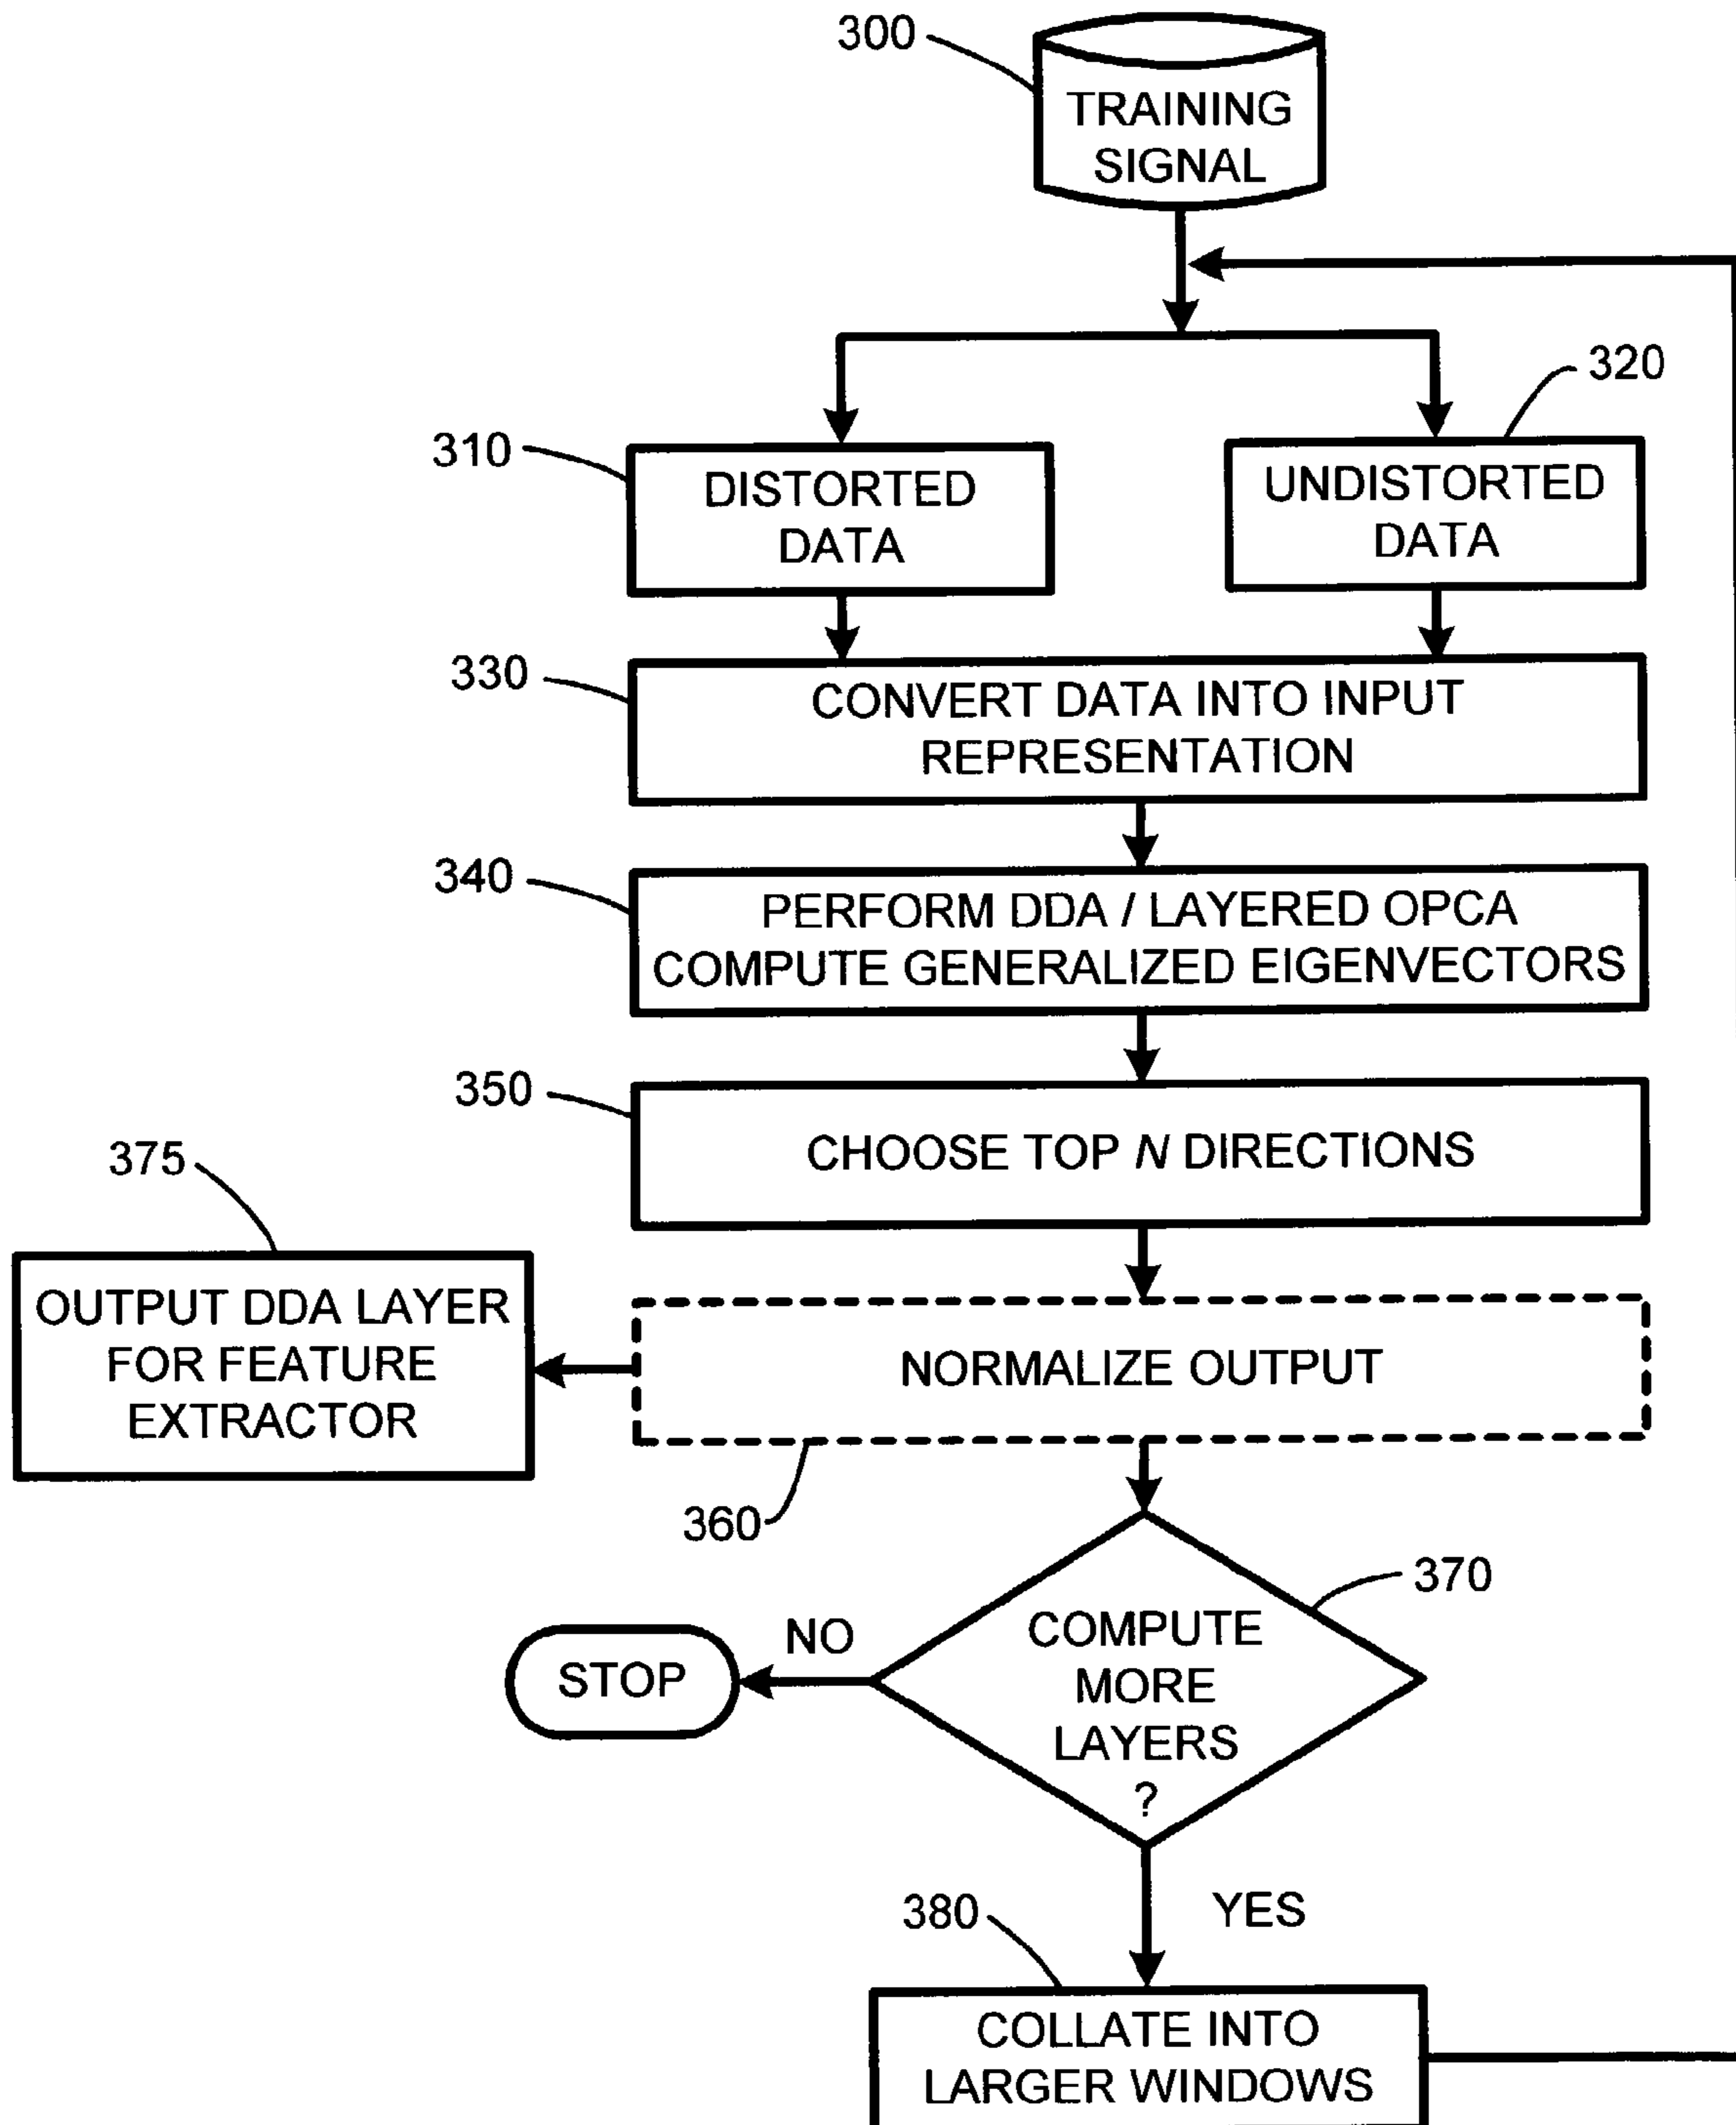 300
TRAINING
SIGNAL
320
310
DISTORTED
DATA
UNDISTORTED
DATA
330
CONVERT DATA INTO INPUT
REPRESENTATION
340
PERFORM DDA / LAYERED OPCA
COMPUTE GENERALIZED EIGENVECTORS
350
CHOOSE TOP N DIRECTIONS
375
OUTPUT DDA LAYER
FOR FEATURE
EXTRACTOR
NORMALIZE OUTPUT
360
370
COMPUTE
MORE
LAYERS
?
NO
STOP
YES
380
COLLATE INTO
LARGER WINDOWS